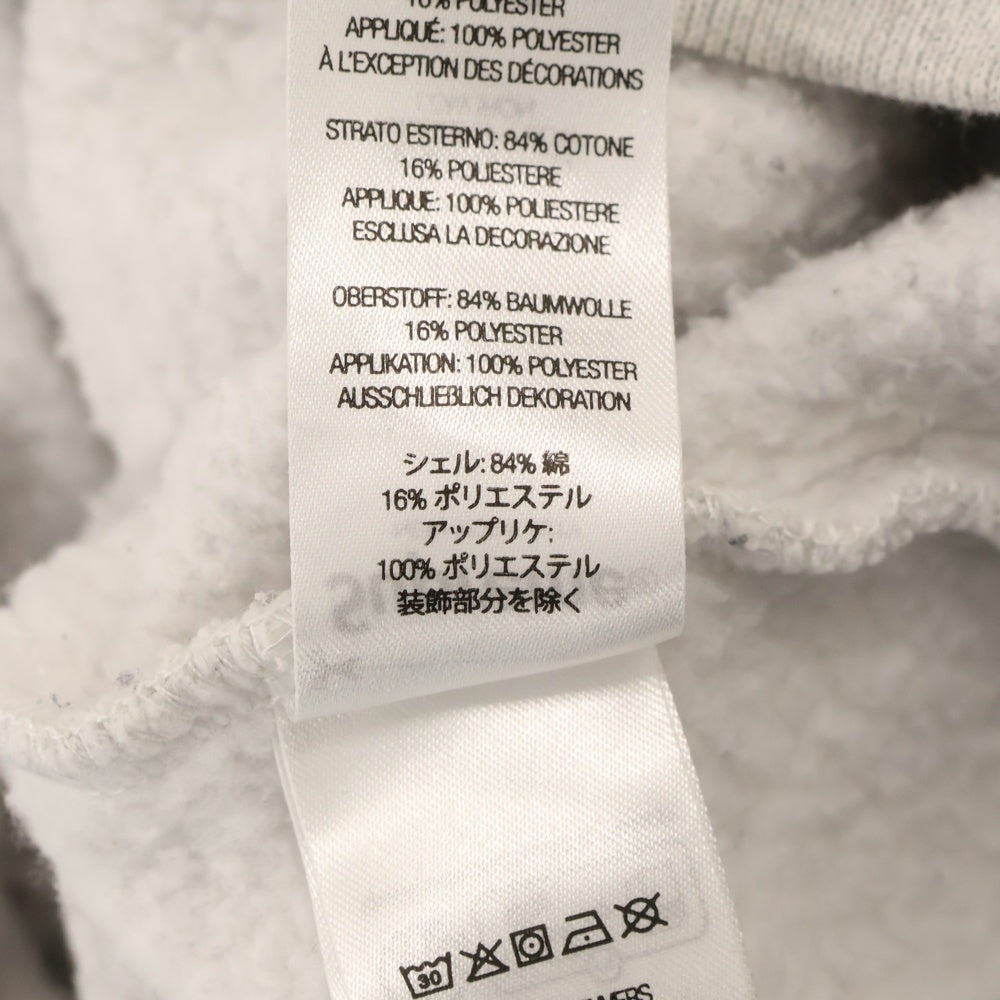 16% POLYESTER
APPLIQUÉ: 100% POLYESTER
À L'EXCEPTION DES DÉCORATIONS
STRATO ESTERNO: 84% COTONE
16% POLIESTERE
APPLIQUE: 100% POLIESTERE
ESCLUSA LA DECORAZIONE
OBERSTOFF: 84% BAUMWOLLE
16% POLYESTER
APPLIKATION: 100% POLYESTER
AUSSCHLIEßLICH DEKORATION
シェル: 84% 綿
16% ポリエステル
アップリケ:
100% ポリエステル
装飾部分を除く
30